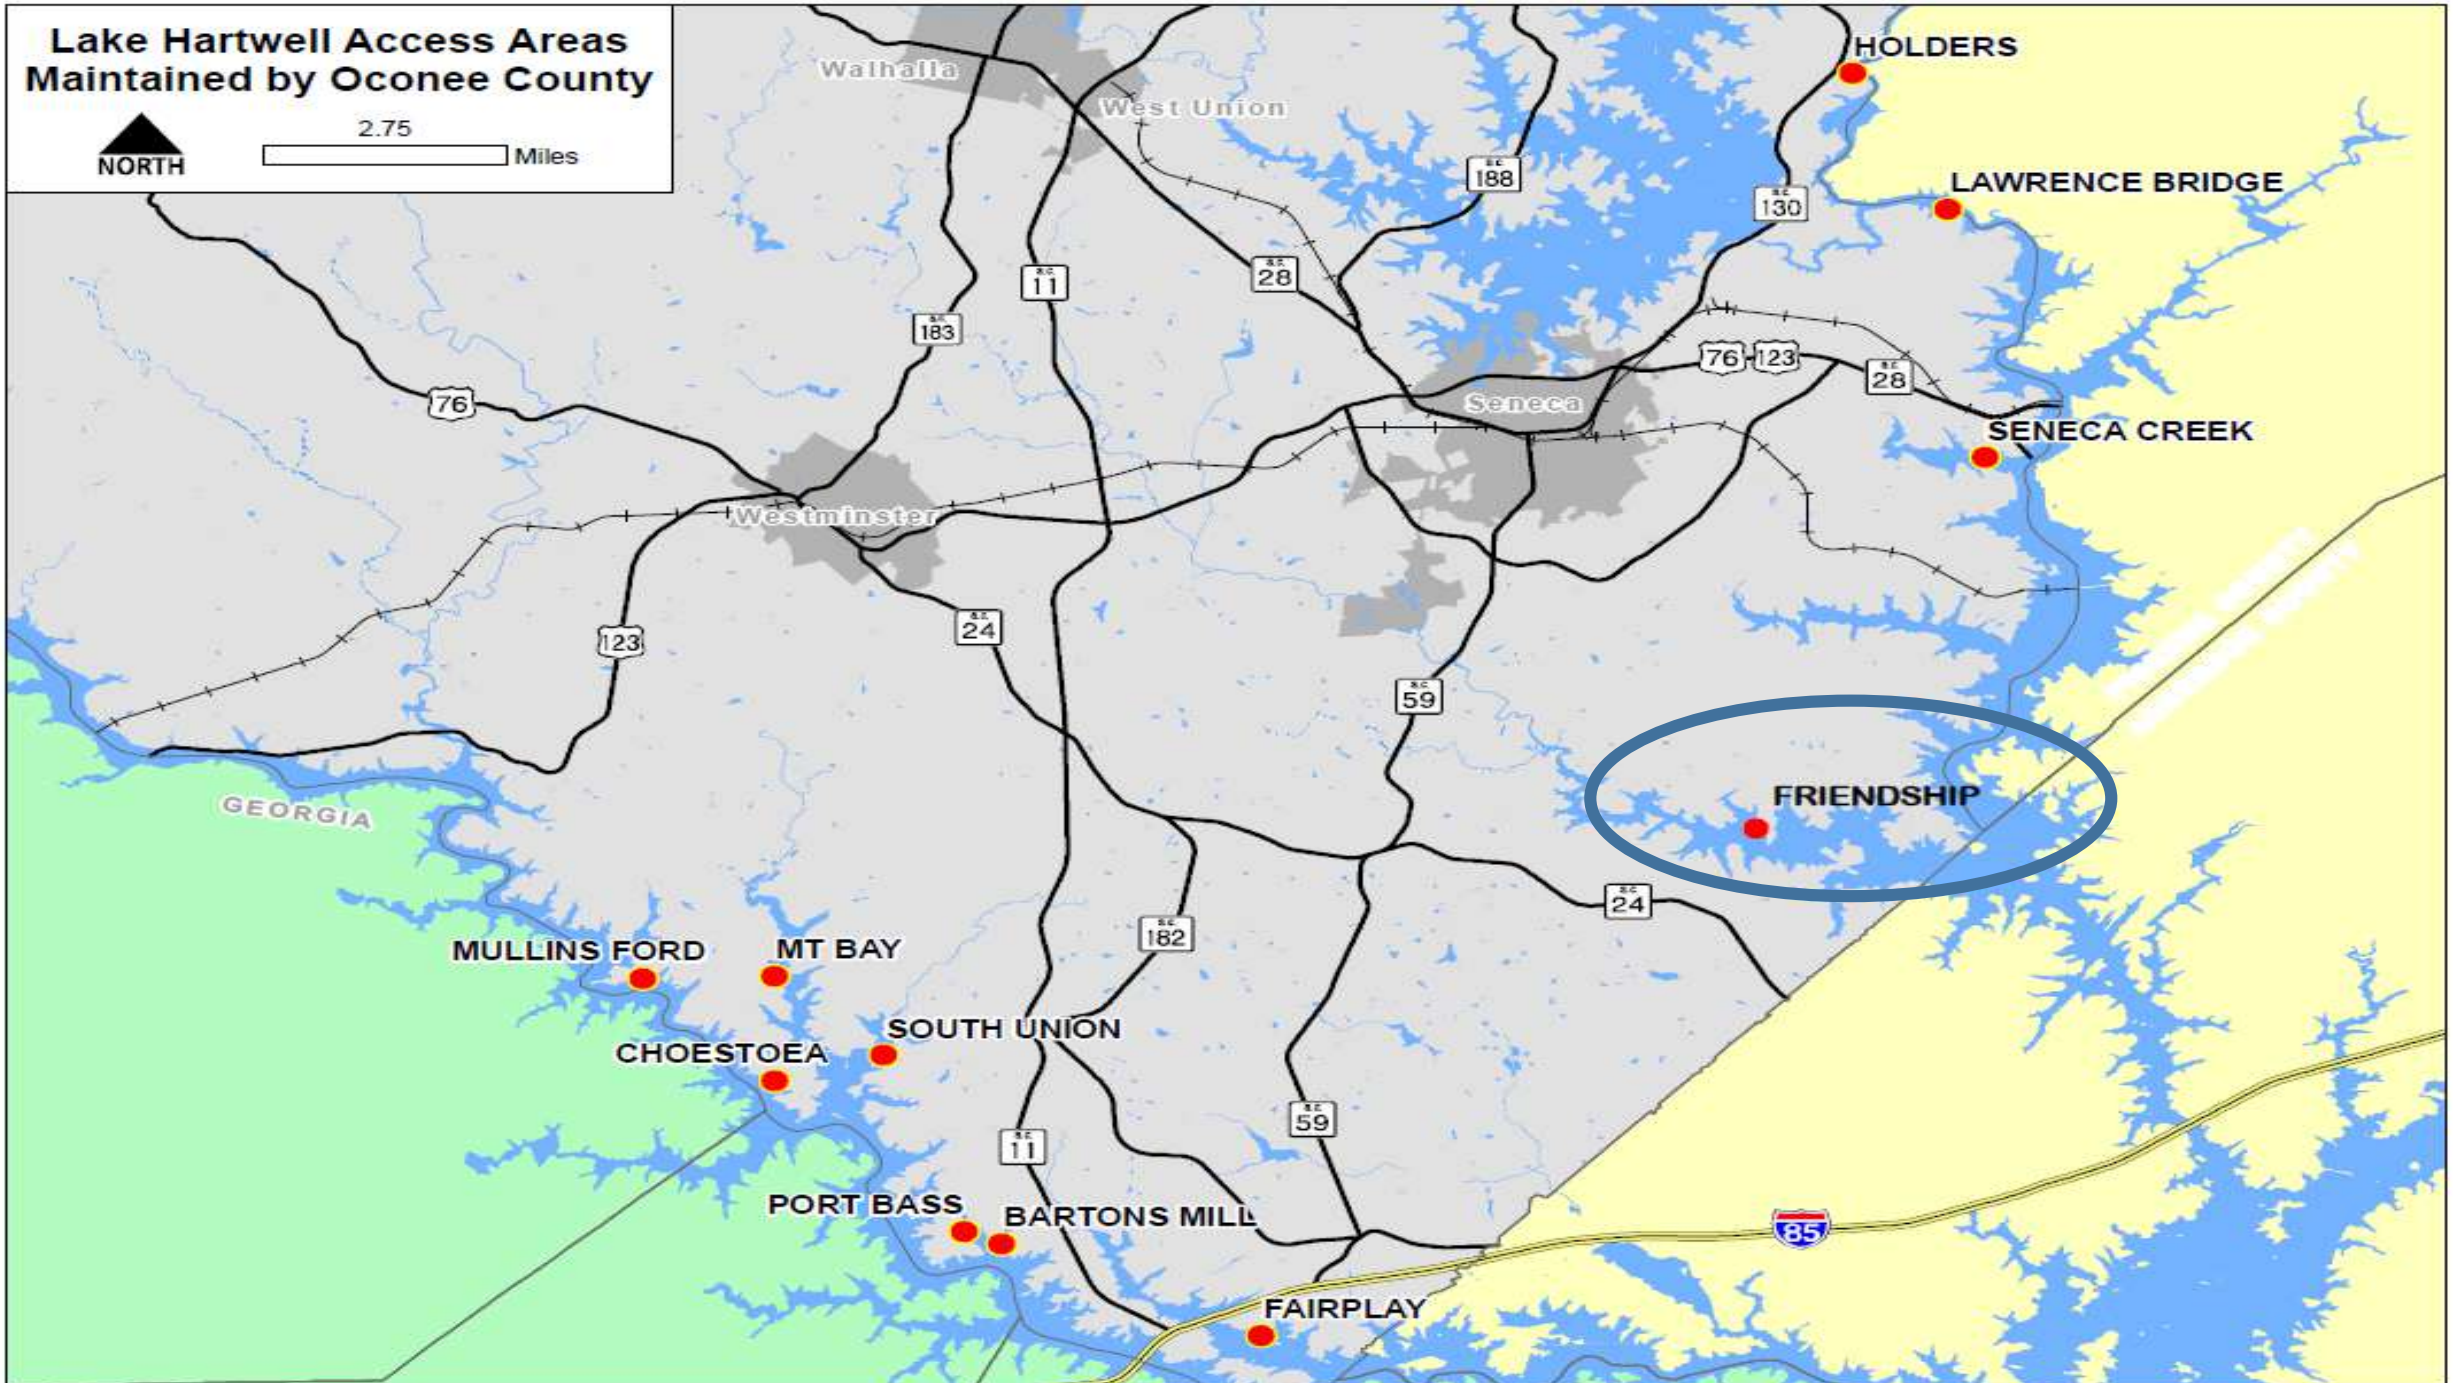 Lake Hartwell Access Areas
Maintained by Oconee County
NORTH
2.75
Miles
Walhalla
West Union
HOLDERS
LAWRENCE BRIDGE
S.C. 188
S.C. 130
S.C. 28
S.C. 11
S.C. 183
76
76 123
S.C. 28
Seneca
SENECA CREEK
Westminster
123
S.C. 24
S.C. 59
GEORGIA
FRIENDSHIP
S.C. 24
S.C. 182
MULLINS FORD
MT BAY
SOUTH UNION
CHOESTOEA
S.C. 59
S.C. 11
PORT BASS
BARTONS MILL
85
FAIRPLAY